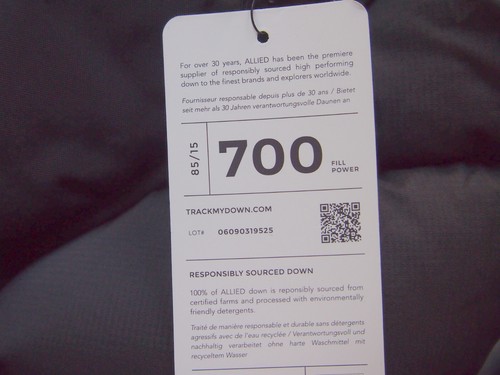 For over 30 years, ALLIED has been the premiere
supplier of responsibly sourced high performing
down to the finest brands and explorers worldwide.
Fournisseur responsable depuis plus de 30 ans / Bietet
seit mehr als 30 Jahren verantwortungsvolle Daunen an
85/15
700
FILL
POWER
TRACKMYDOWN.COM
LOT# 0609031952S
RESPONSIBLY SOURCED DOWN
100% of ALLIED down is reponsibly sourced from
certified farms and processed with environmentally
friendly detergents.
Traité de manière responsable et durable sans détergents
agressifs avec de l'eau recyclée / Verantwortungsvoll und
nachhaltig verarbeitet ohne harte Waschmittel mit
recyceltem Wasser